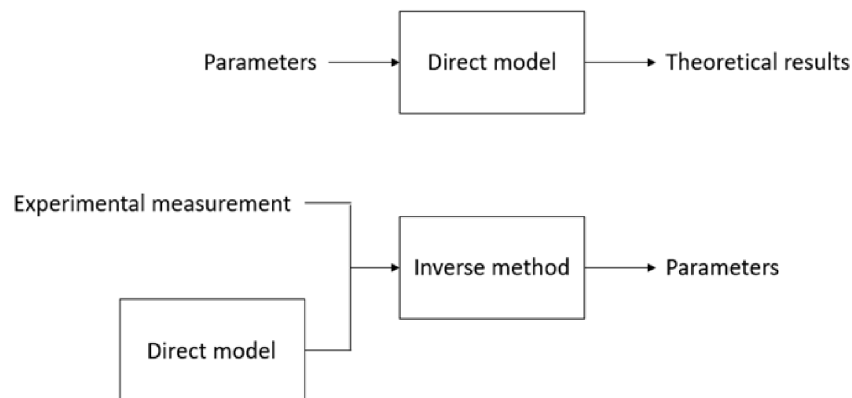 Parameters
Direct model
Theoretical results
Experimental measurement
Inverse method
Parameters
Direct model